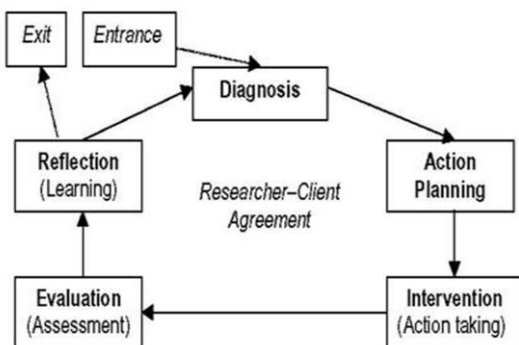 Exit
Entrance
Diagnosis
Reflection
(Learning)
Action
Planning
Researcher–Client
Agreement
Evaluation
(Assessment)
Intervention
(Action taking)